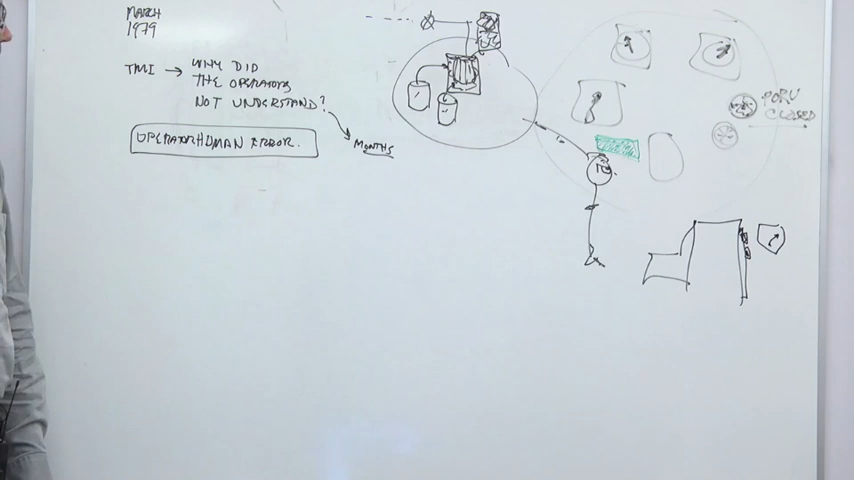 MARCH
1979
TMI → WHY DID
THE OPERATORS
NOT UNDERSTAND?
MONTHS
OPERATOR HUMAN ERROR.
PORV
CLOSED